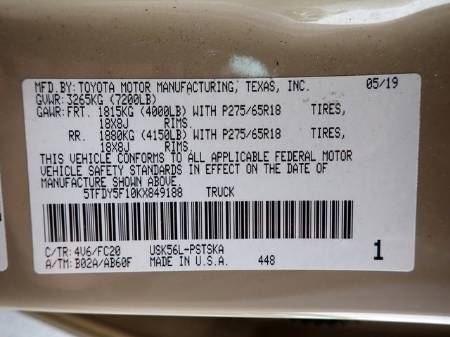 MFD.BY: TOYOTA MOTOR MANUFACTURING, TEXAS, INC. 05/19
GVWR: 3265KG (7200LB)
GAWR: FRT. 1815KG (4000LB) WITH P275/65R18 TIRES,
18X8J RIMS.
RR. 1880KG (4150LB) WITH P275/65R18 TIRES,
18X8J RIMS.
THIS VEHICLE CONFORMS TO ALL APPLICABLE FEDERAL MOTOR
VEHICLE SAFETY STANDARDS IN EFFECT ON THE DATE OF
MANUFACTURE SHOWN ABOVE.
5TFDY5F10KX849188 TRUCK
C/TR: 4V6/FC20 USK56L-PSTSKA
A/TM: B02A/AB60F MADE IN U.S.A. 448 1